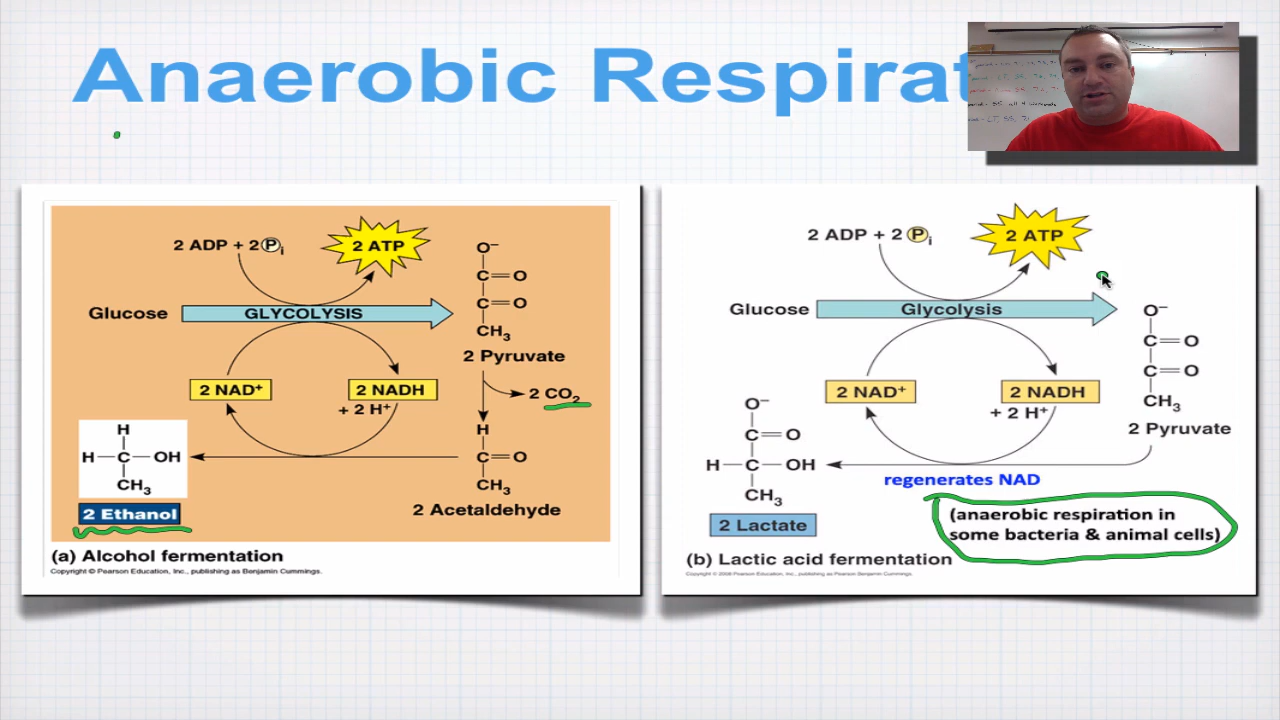 Anaerobic Respirat
2 ADP + 2 Pi
2 ATP
Glucose
GLYCOLYSIS
O−
C=O
C=O
CH3
2 Pyruvate
2 NAD+
2 NADH
+ 2 H+
2 CO2
H
H—C—OH
CH3
2 Ethanol
H
C=O
CH3
2 Acetaldehyde
(a) Alcohol fermentation
Copyright © Pearson Education, Inc., publishing as Benjamin Cummings.
2 ADP + 2 Pi
2 ATP
Glucose
Glycolysis
O−
C=O
C=O
CH3
2 Pyruvate
2 NAD+
2 NADH
+ 2 H+
O−
C=O
H—C—OH
CH3
2 Lactate
regenerates NAD
(anaerobic respiration in
some bacteria & animal cells)
(b) Lactic acid fermentation
Copyright © 2008 Pearson Education, Inc., publishing as Pearson Benjamin Cummings.